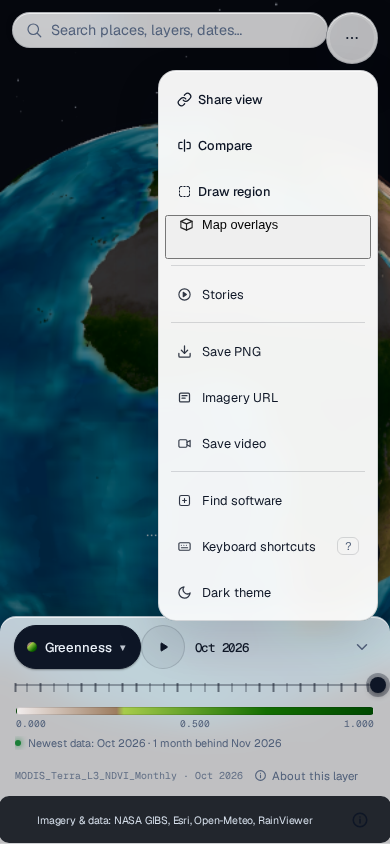 Search places, layers, dates...
Share view
Compare
Draw region
Map overlays
Stories
Save PNG
Imagery URL
Save video
Find software
Keyboard shortcuts ?
Dark theme
Greenness ▾ Oct 2026
0.000 0.500 1.000
Newest data: Oct 2026 · 1 month behind Nov 2026
MODIS_Terra_L3_NDVI_Monthly · Oct 2026 About this layer
Imagery & data: NASA GIBS, Esri, Open-Meteo, RainViewer